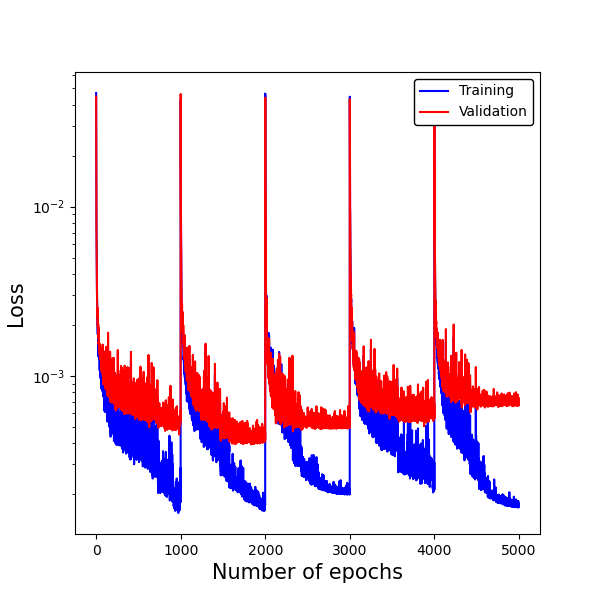 Training
Validation
10⁻²
10⁻³
Loss
0 1000 2000 3000 4000 5000
Number of epochs